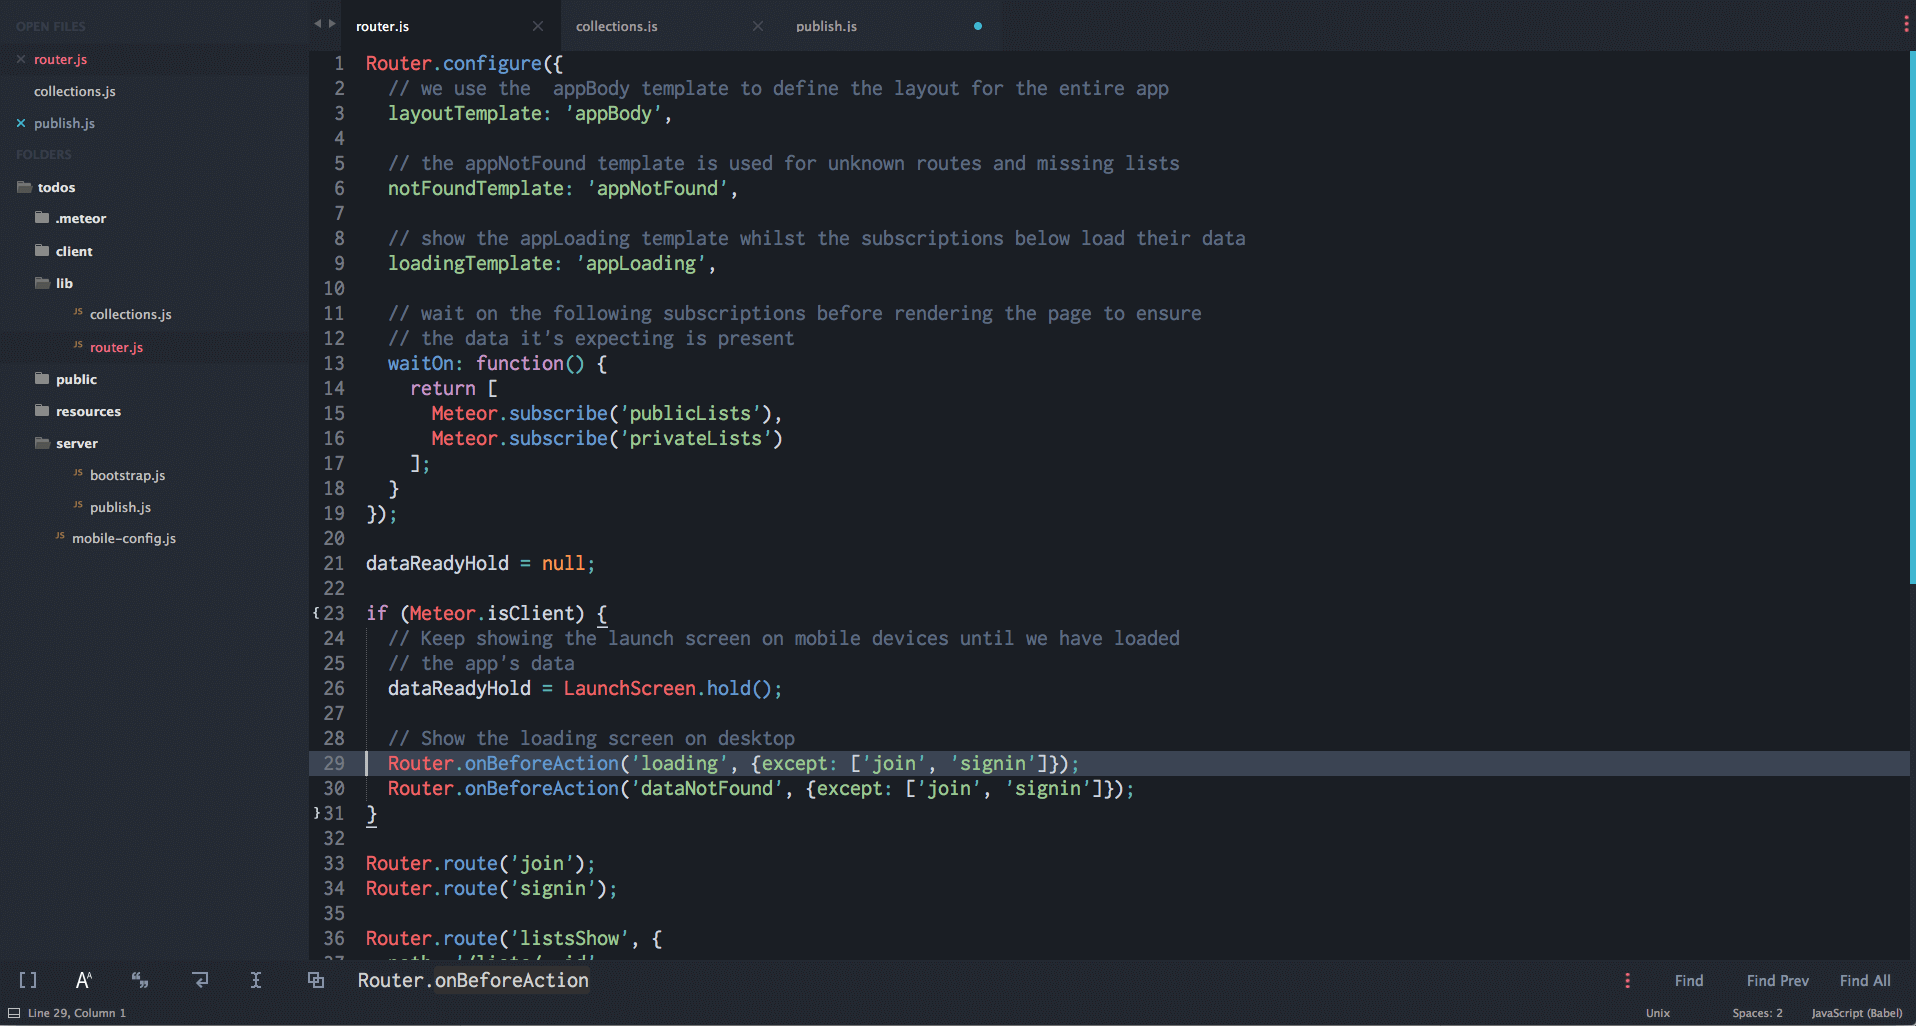 OPEN FILES
router.js
collections.js
publish.js
FOLDERS
todos
.meteor
client
lib
JS collections.js
JS router.js
public
resources
server
JS bootstrap.js
JS publish.js
JS mobile-config.js
router.js
collections.js
publish.js
1 Router.configure({
2   // we use the  appBody template to define the layout for the entire app
3   layoutTemplate: 'appBody',
4
5   // the appNotFound template is used for unknown routes and missing lists
6   notFoundTemplate: 'appNotFound',
7
8   // show the appLoading template whilst the subscriptions below load their data
9   loadingTemplate: 'appLoading',
10
11   // wait on the following subscriptions before rendering the page to ensure
12   // the data it's expecting is present
13   waitOn: function() {
14     return [
15       Meteor.subscribe('publicLists'),
16       Meteor.subscribe('privateLists')
17     ];
18   }
19 });
20
21 dataReadyHold = null;
22
{23 if (Meteor.isClient) {
24   // Keep showing the launch screen on mobile devices until we have loaded
25   // the app's data
26   dataReadyHold = LaunchScreen.hold();
27
28   // Show the loading screen on desktop
29   Router.onBeforeAction('loading', {except: ['join', 'signin']});
30   Router.onBeforeAction('dataNotFound', {except: ['join', 'signin']});
}31 }
32
33 Router.route('join');
34 Router.route('signin');
35
36 Router.route('listsShow', {
Router.onBeforeAction
Find
Find Prev
Find All
Line 29, Column 1
Unix
Spaces: 2
JavaScript (Babel)